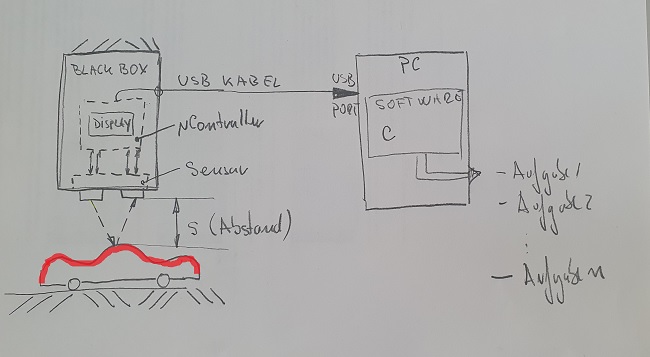 BLACK BOX
USB KABEL
USB
PORT
PC
SOFTWARE
C
DISPLAY
µController
Sensor
S (Abstand)
- Aufgabe 1
- Aufgabe 2
- Aufgabe n